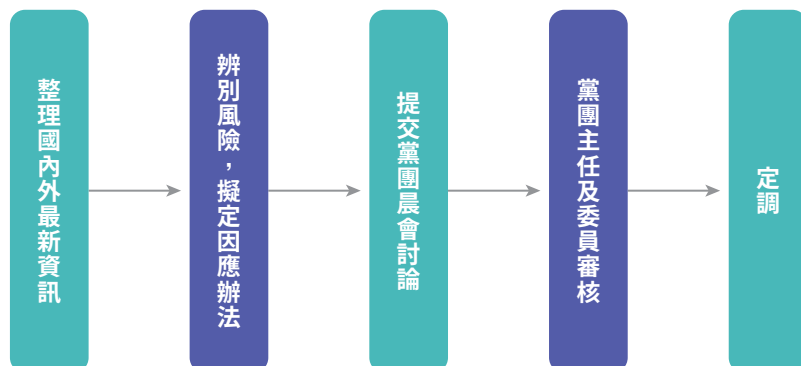 整理國內外最新資訊
辨別風險，擬定因應辦法
提交黨團晨會討論
黨團主任及委員審核
定調